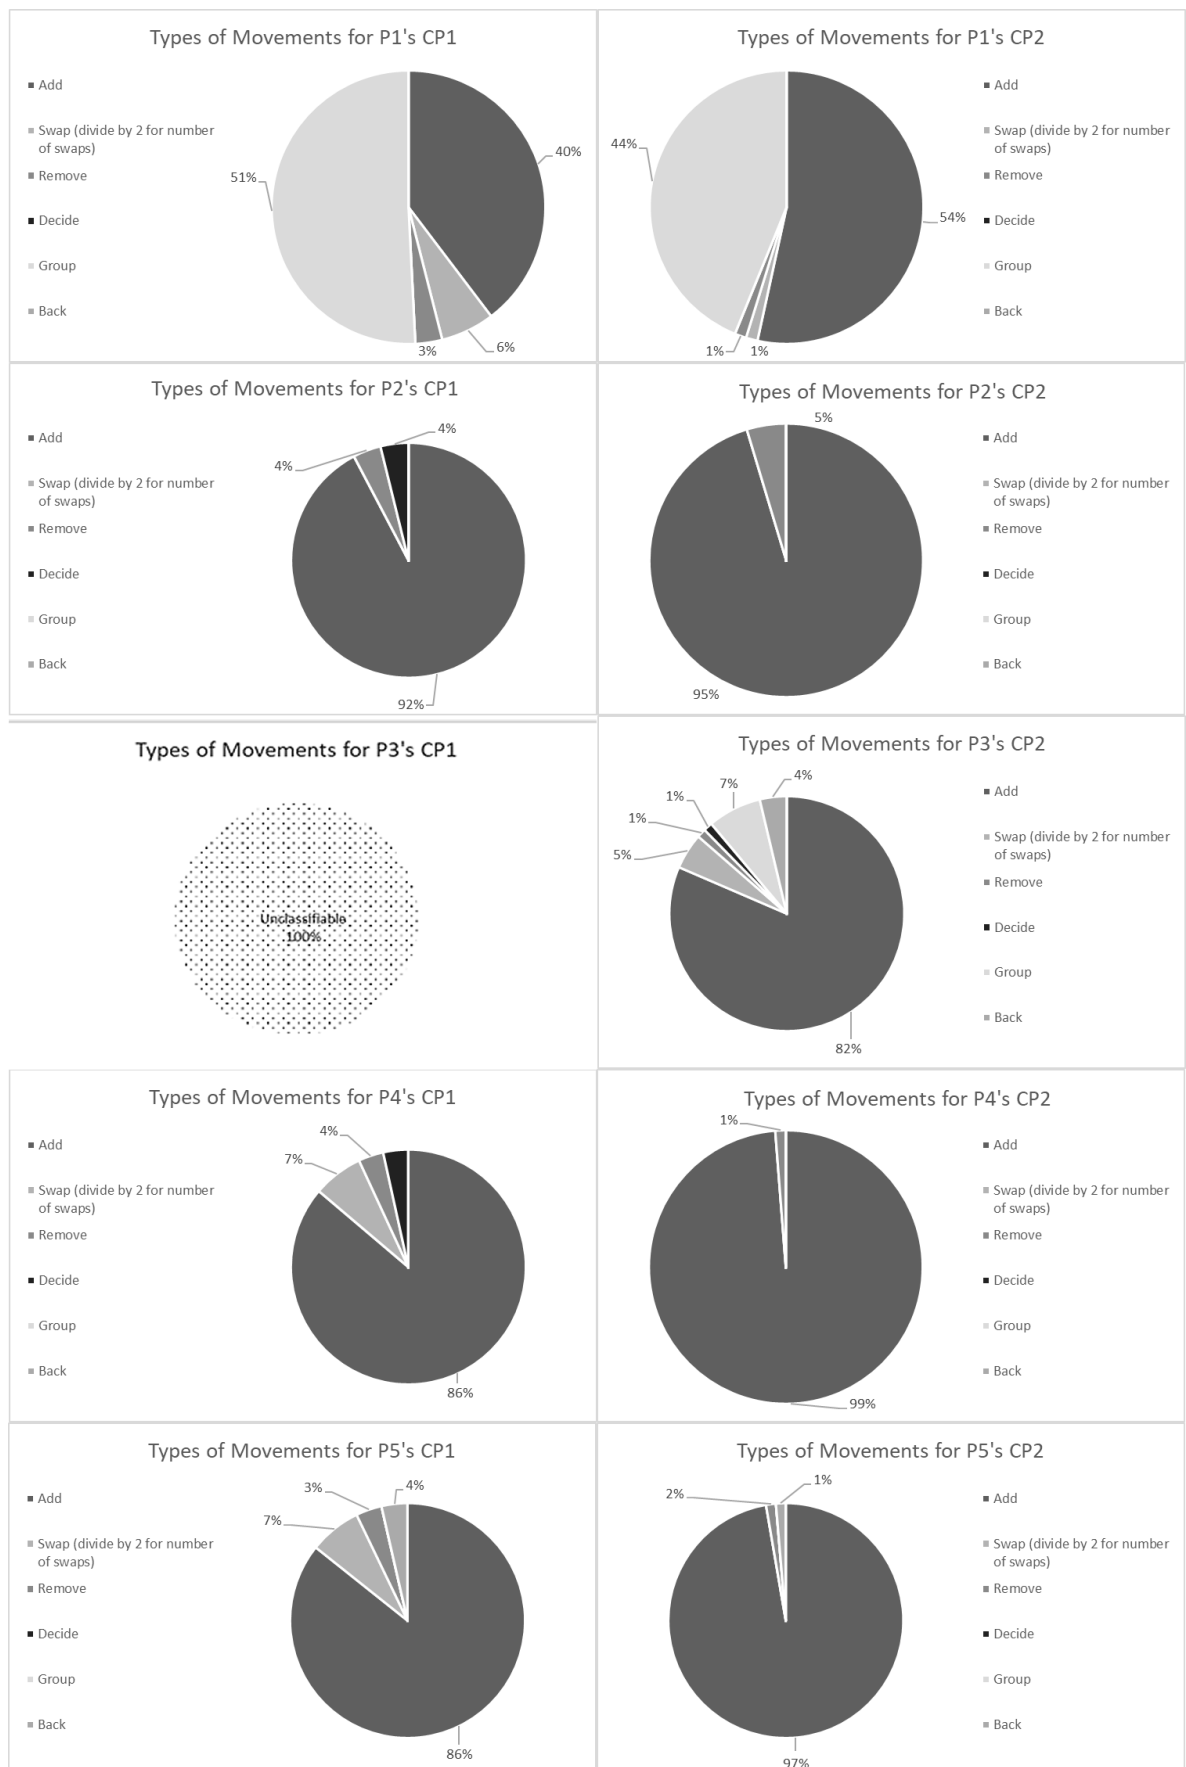 Types of Movements for P1's CP1
Add
Swap (divide by 2 for number
of swaps)
Remove
Decide
Group
Back
51%
40%
3%
6%
Types of Movements for P1's CP2
44%
54%
1%
1%
Add
Swap (divide by 2 for number
of swaps)
Remove
Decide
Group
Back
Types of Movements for P2's CP1
Add
Swap (divide by 2 for number
of swaps)
Remove
Decide
Group
Back
4%
4%
92%
Types of Movements for P2's CP2
5%
95%
Add
Swap (divide by 2 for number
of swaps)
Remove
Decide
Group
Back
Types of Movements for P3's CP1
Unclassifiable
100%
Types of Movements for P3's CP2
4%
7%
1%
1%
5%
82%
Add
Swap (divide by 2 for number
of swaps)
Remove
Decide
Group
Back
Types of Movements for P4's CP1
Add
Swap (divide by 2 for number
of swaps)
Remove
Decide
Group
Back
4%
7%
86%
Types of Movements for P4's CP2
1%
99%
Add
Swap (divide by 2 for number
of swaps)
Remove
Decide
Group
Back
Types of Movements for P5's CP1
Add
Swap (divide by 2 for number
of swaps)
Remove
Decide
Group
Back
3%
4%
7%
86%
Types of Movements for P5's CP2
2%
1%
97%
Add
Swap (divide by 2 for number
of swaps)
Remove
Decide
Group
Back